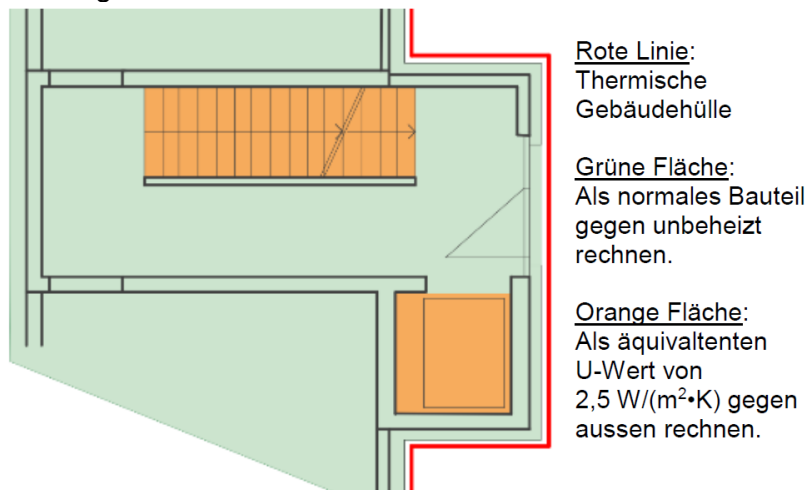 Rote Linie:
Thermische
Gebäudehülle
Grüne Fläche:
Als normales Bauteil
gegen unbeheizt
rechnen.
Orange Fläche:
Als äquivaltenten
U-Wert von
2,5 W/(m²•K) gegen
aussen rechnen.